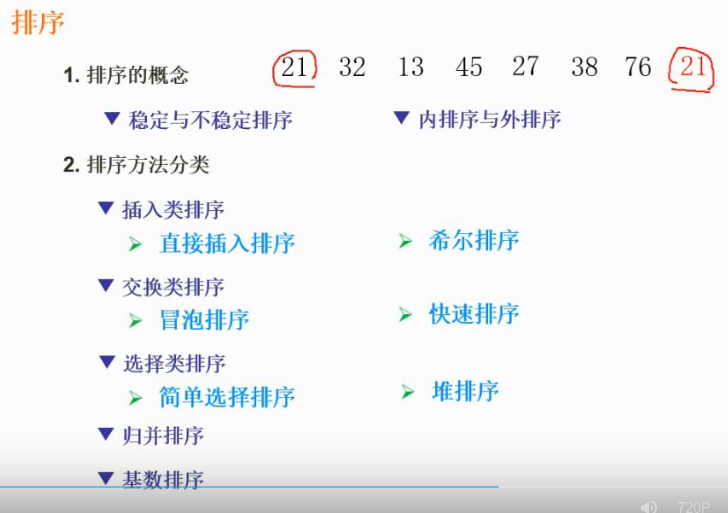 排序
1. 排序的概念 21 32 13 45 27 38 76 21
稳定与不稳定排序 内排序与外排序
2. 排序方法分类
插入类排序
直接插入排序 希尔排序
交换类排序
冒泡排序 快速排序
选择类排序
简单选择排序 堆排序
归并排序
基数排序
720P